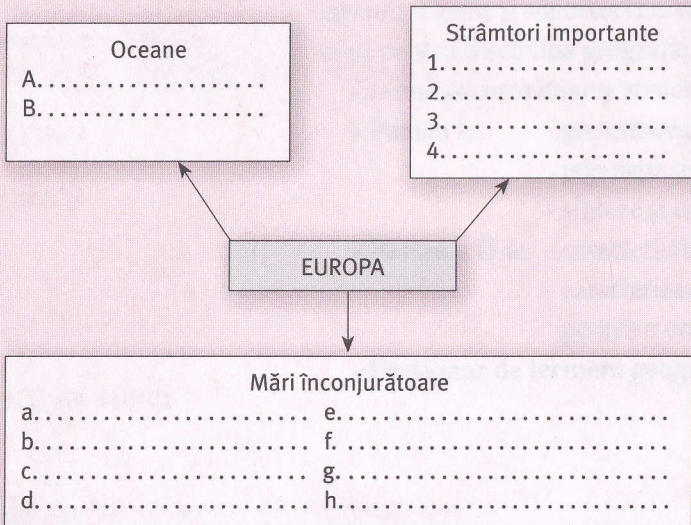 Oceane
A. . . . . . . . . . . . . . . . . . . . . . .
B. . . . . . . . . . . . . . . . . . . . . . .
Strâmtori importante
1. . . . . . . . . . . . . . . . . . . . . . .
2. . . . . . . . . . . . . . . . . . . . . . .
3. . . . . . . . . . . . . . . . . . . . . . .
4. . . . . . . . . . . . . . . . . . . . . . .
EUROPA
Mări înconjurătoare
a. . . . . . . . . . . . . . . . . . . . . . . . . . . . e. . . . . . . . . . . . . . . . . . . . . . . . . . . . . . . . .
b. . . . . . . . . . . . . . . . . . . . . . . . . . . . f. . . . . . . . . . . . . . . . . . . . . . . . . . . . . . . . .
c. . . . . . . . . . . . . . . . . . . . . . . . . . . . g. . . . . . . . . . . . . . . . . . . . . . . . . . . . . . . . .
d. . . . . . . . . . . . . . . . . . . . . . . . . . . . h. . . . . . . . . . . . . . . . . . . . . . . . . . . . . . . . .